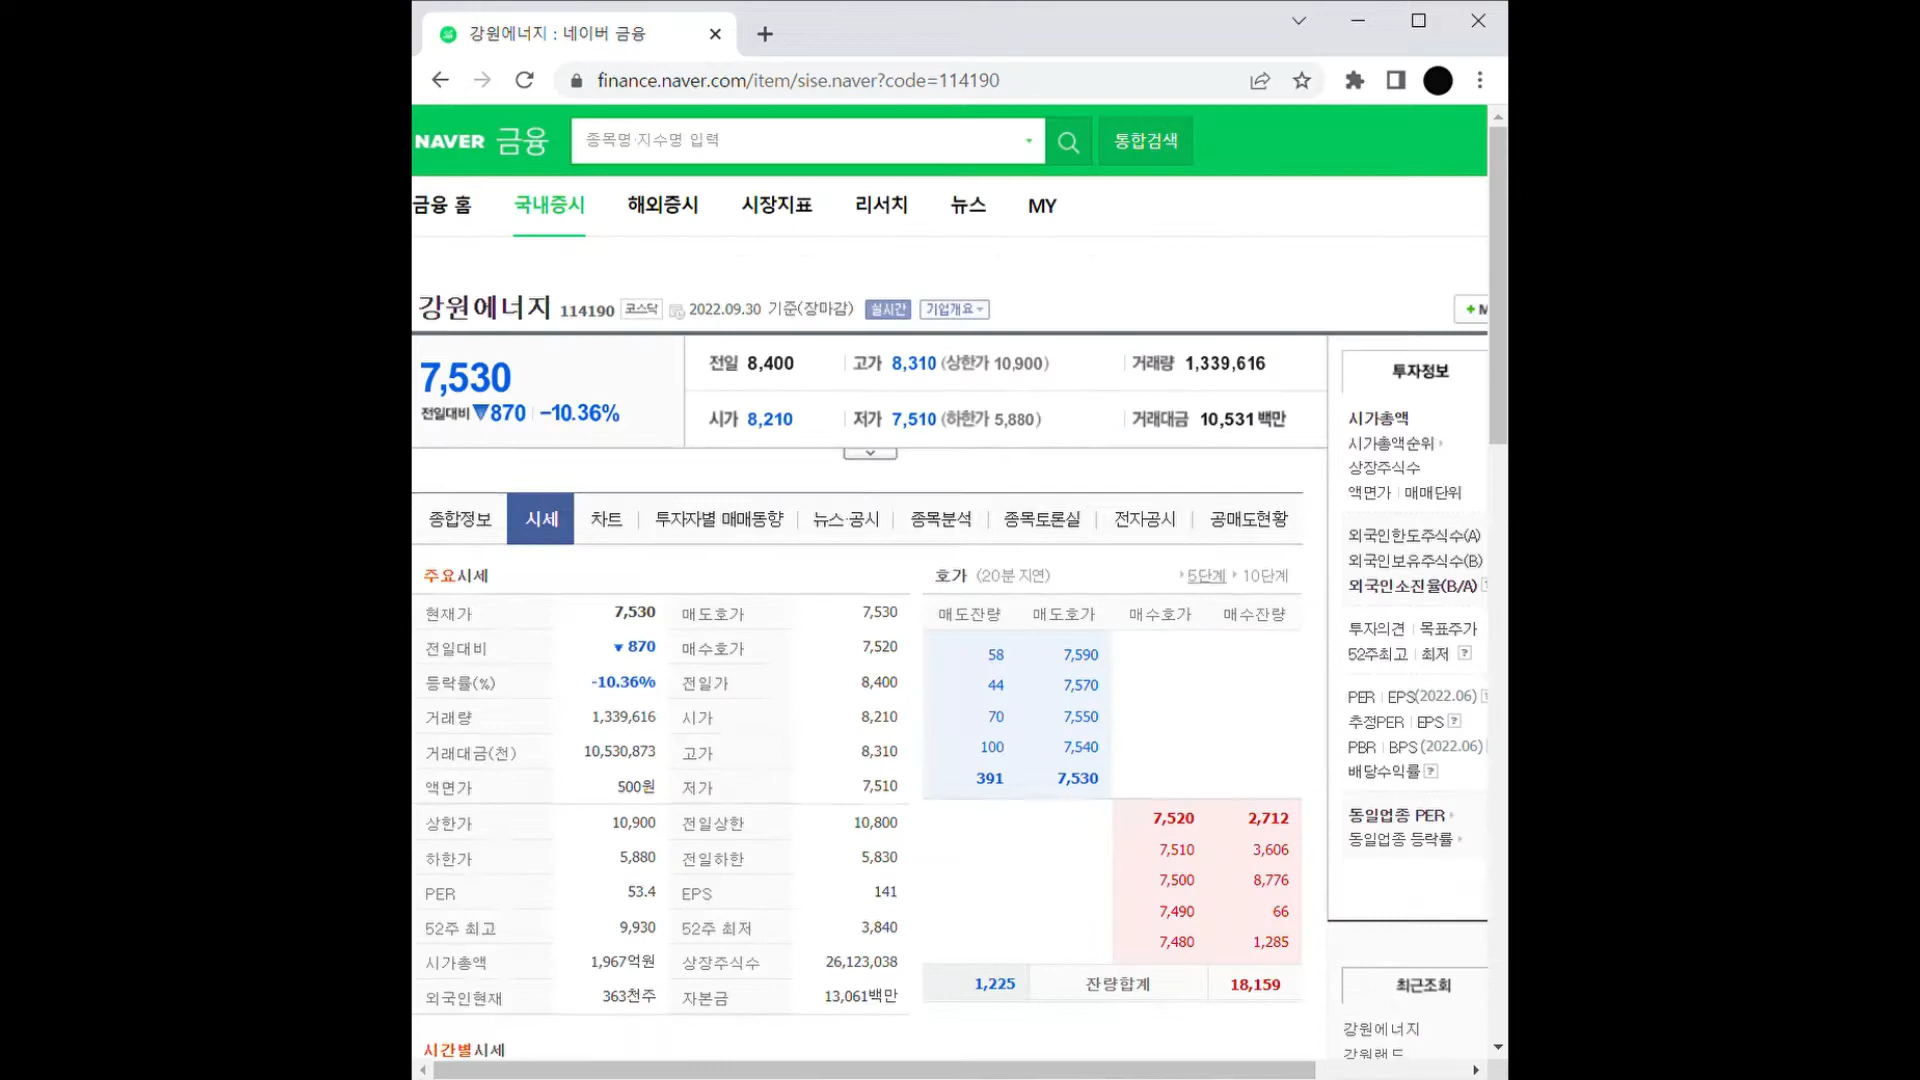 강원에너지 : 네이버 금융
finance.naver.com/item/sise.naver?code=114190
NAVER 금융 종목명·지수명 입력 통합검색
금융 홈 국내증시 해외증시 시장지표 리서치 뉴스 MY
강원에너지 114190 코스닥 2022.09.30 기준(장마감) 실시간 기업개요
7,530
전일대비 ▼870 -10.36%
전일 8,400 고가 8,310 (상한가 10,900) 거래량 1,339,616
시가 8,210 저가 7,510 (하한가 5,880) 거래대금 10,531 백만
종합정보 시세 차트 투자자별 매매동향 뉴스·공시 종목분석 종목토론실 전자공시 공매도현황
주요시세
현재가 7,530 매도호가 7,530
전일대비 ▼ 870 매수호가 7,520
등락률(%) -10.36% 전일가 8,400
거래량 1,339,616 시가 8,210
거래대금(천) 10,530,873 고가 8,310
액면가 500원 저가 7,510
상한가 10,900 전일상한 10,800
하한가 5,880 전일하한 5,830
PER 53.4 EPS 141
52주 최고 9,930 52주 최저 3,840
시가총액 1,967억원 상장주식수 26,123,038
외국인현재 363천주 자본금 13,061백만
호가 (20분 지연) 5단계 10단계
매도잔량 매도호가 매수호가 매수잔량
58 7,590
44 7,570
70 7,550
100 7,540
391 7,530
7,520 2,712
7,510 3,606
7,500 8,776
7,490 66
7,480 1,285
1,225 잔량합계 18,159
시간별시세
투자정보
시가총액
시가총액순위
상장주식수
액면가 매매단위
외국인한도주식수(A)
외국인보유주식수(B)
외국인소진율(B/A)
투자의견 목표주가
52주최고 최저 ?
PER EPS(2022.06)
추정PER EPS ?
PBR BPS (2022.06)
배당수익률 ?
동일업종 PER
동일업종 등락률
최근조회
강원에너지
강원랜드